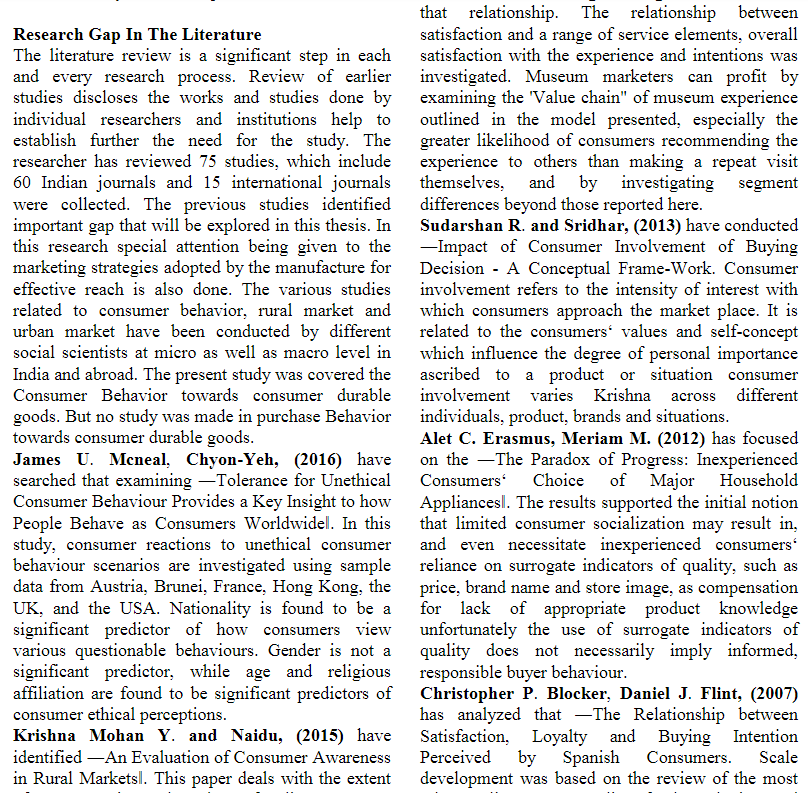 Research Gap In The Literature
The literature review is a significant step in each
and every research process. Review of earlier
studies discloses the works and studies done by
individual researchers and institutions help to
establish further the need for the study. The
researcher has reviewed 75 studies, which include
60 Indian journals and 15 international journals
were collected. The previous studies identified
important gap that will be explored in this thesis. In
this research special attention being given to the
marketing strategies adopted by the manufacture for
effective reach is also done. The various studies
related to consumer behavior, rural market and
urban market have been conducted by different
social scientists at micro as well as macro level in
India and abroad. The present study was covered the
Consumer Behavior towards consumer durable
goods. But no study was made in purchase Behavior
towards consumer durable goods.
James U. Mcneal, Chyon-Yeh, (2016) have
searched that examining ―Tolerance for Unethical
Consumer Behaviour Provides a Key Insight to how
People Behave as Consumers Worldwide‖. In this
study, consumer reactions to unethical consumer
behaviour scenarios are investigated using sample
data from Austria, Brunei, France, Hong Kong, the
UK, and the USA. Nationality is found to be a
significant predictor of how consumers view
various questionable behaviours. Gender is not a
significant predictor, while age and religious
affiliation are found to be significant predictors of
consumer ethical perceptions.
Krishna Mohan Y. and Naidu, (2015) have
identified ―An Evaluation of Consumer Awareness
in Rural Markets‖. This paper deals with the extent
that relationship. The relationship between
satisfaction and a range of service elements, overall
satisfaction with the experience and intentions was
investigated. Museum marketers can profit by
examining the 'Value chain" of museum experience
outlined in the model presented, especially the
greater likelihood of consumers recommending the
experience to others than making a repeat visit
themselves, and by investigating segment
differences beyond those reported here.
Sudarshan R. and Sridhar, (2013) have conducted
―Impact of Consumer Involvement of Buying
Decision - A Conceptual Frame-Work. Consumer
involvement refers to the intensity of interest with
which consumers approach the market place. It is
related to the consumers‘ values and self-concept
which influence the degree of personal importance
ascribed to a product or situation consumer
involvement varies Krishna across different
individuals, product, brands and situations.
Alet C. Erasmus, Meriam M. (2012) has focused
on the ―The Paradox of Progress: Inexperienced
Consumers‘ Choice of Major Household
Appliances‖. The results supported the initial notion
that limited consumer socialization may result in,
and even necessitate inexperienced consumers‘
reliance on surrogate indicators of quality, such as
price, brand name and store image, as compensation
for lack of appropriate product knowledge
unfortunately the use of surrogate indicators of
quality does not necessarily imply informed,
responsible buyer behaviour.
Christopher P. Blocker, Daniel J. Flint, (2007)
has analyzed that ―The Relationship between
Satisfaction, Loyalty and Buying Intention
Perceived by Spanish Consumers. Scale
development was based on the review of the most